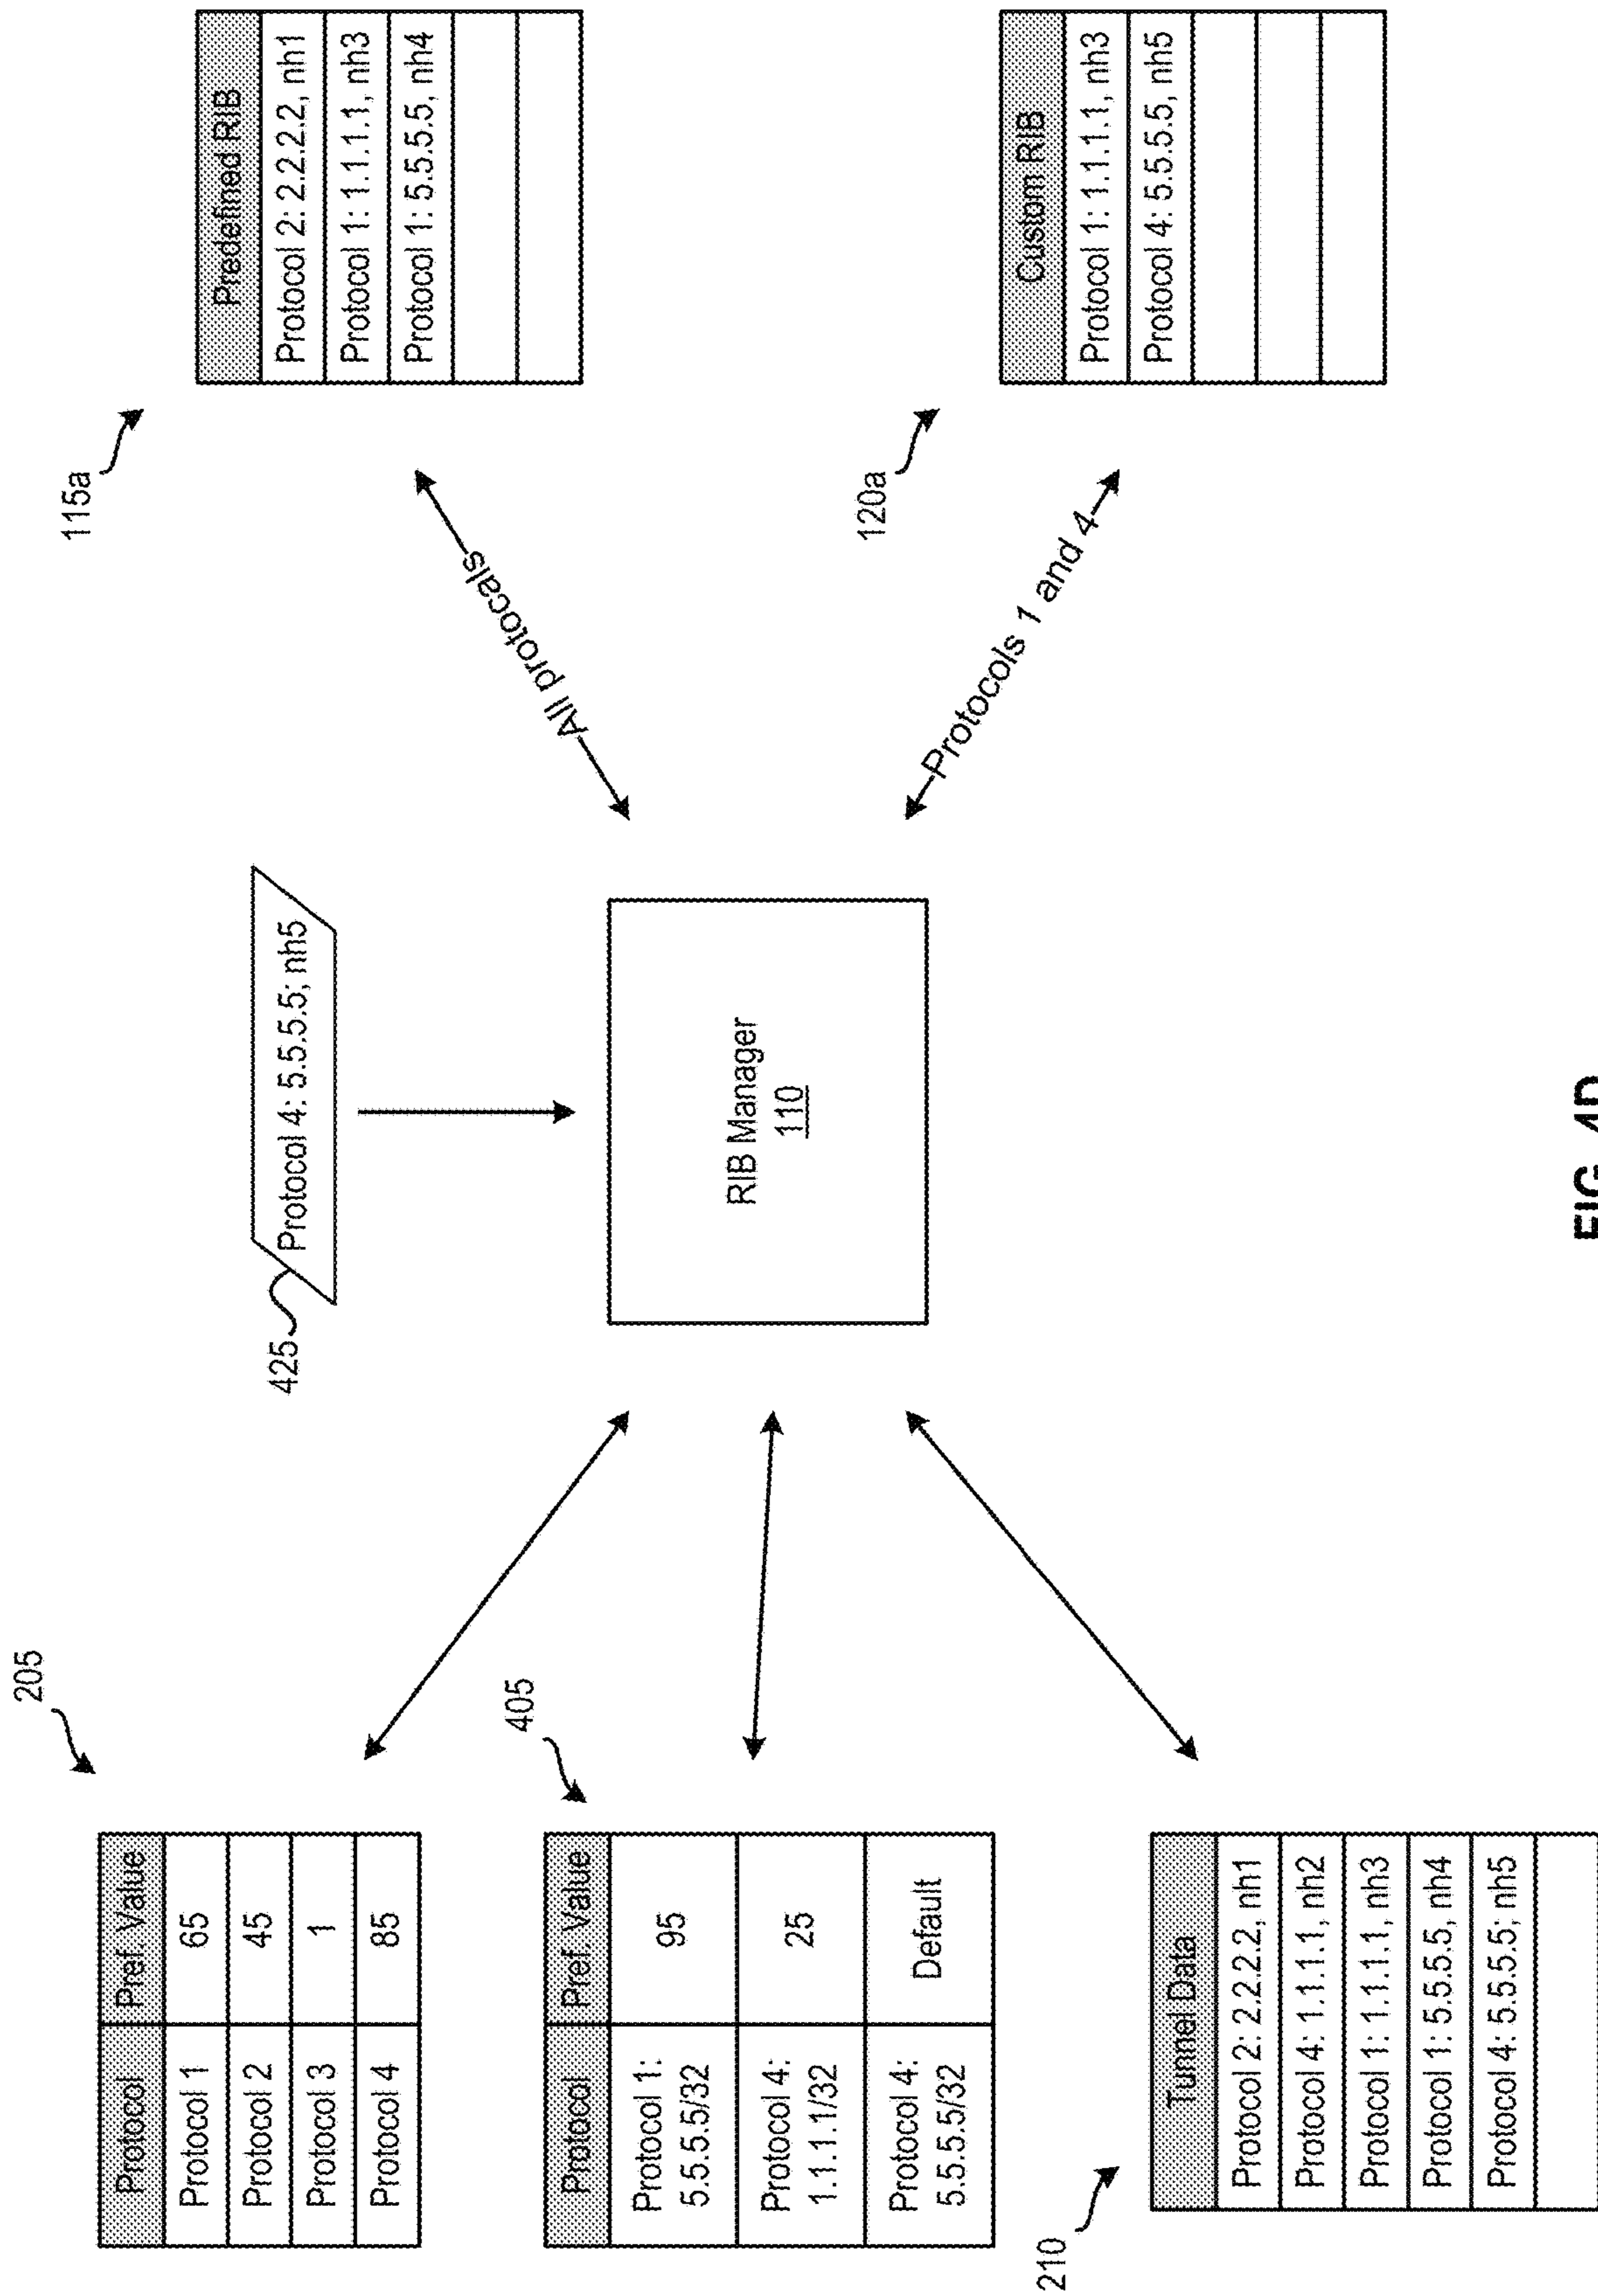 205
Protocol Pref. Value
Protocol 1 65
Protocol 2 45
Protocol 3 1
Protocol 4 85
405
Protocol Pref. Value
Protocol 1:
5.5.5.5/32
95
Protocol 4:
1.1.1.1/32
25
Protocol 4:
5.5.5.5/32
Default
210
Tunnel Data
Protocol 2: 2.2.2.2, nh1
Protocol 4: 1.1.1.1, nh2
Protocol 1: 1.1.1.1, nh3
Protocol 1: 5.5.5.5, nh4
Protocol 4: 5.5.5.5; nh5
425
Protocol 4: 5.5.5.5; nh5
RIB Manager
110
All protocals
Protocols 1 and 4
115a
Predefined RIB
Protocol 2: 2.2.2.2, nh1
Protocol 1: 1.1.1.1, nh3
Protocol 1: 5.5.5.5, nh4
120a
Custom RIB
Protocol 1: 1.1.1.1, nh3
Protocol 4: 5.5.5.5, nh5
FIG. 4D